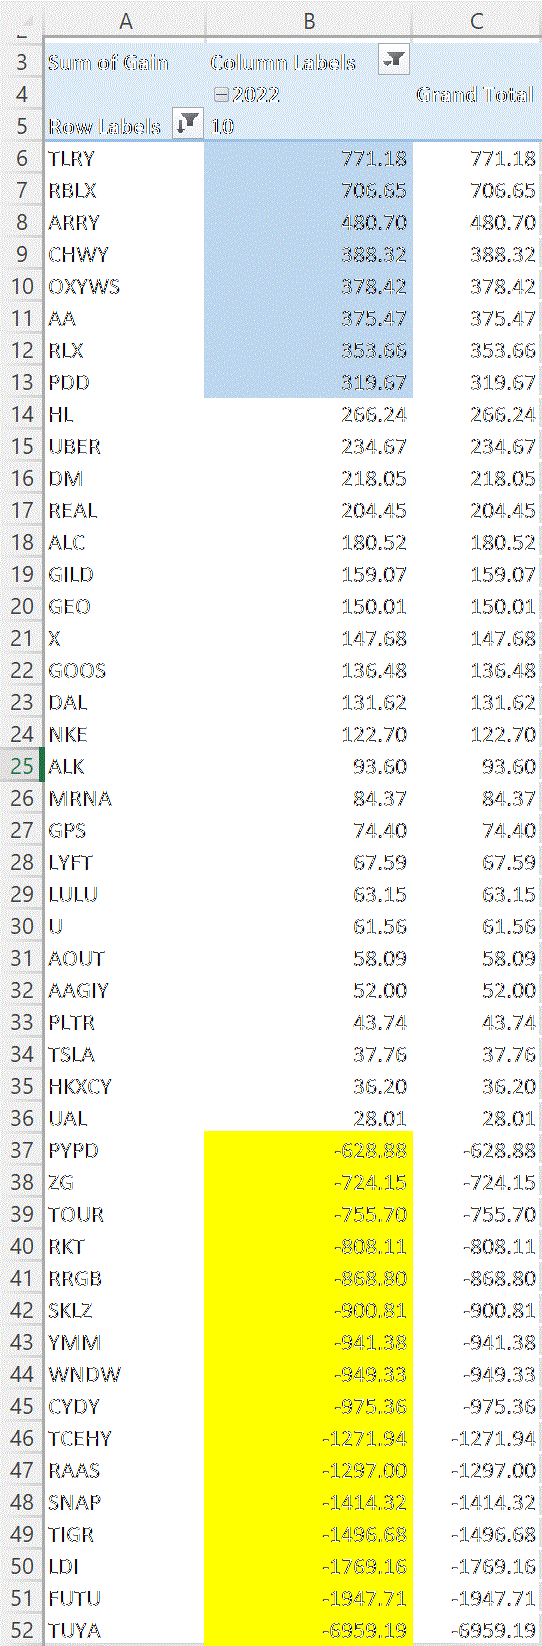 A B C
3 Sum of Gain Column Labels
4 2022 Grand Total
5 Row Labels 10
6 TLRY 771.18 771.18
7 RBLX 706.65 706.65
8 ARRY 480.70 480.70
9 CHWY 388.32 388.32
10 OXYWS 378.42 378.42
11 AA 375.47 375.47
12 RLX 353.66 353.66
13 PDD 319.67 319.67
14 HL 266.24 266.24
15 UBER 234.67 234.67
16 DM 218.05 218.05
17 REAL 204.45 204.45
18 ALC 180.52 180.52
19 GILD 159.07 159.07
20 GEO 150.01 150.01
21 X 147.68 147.68
22 GOOS 136.48 136.48
23 DAL 131.62 131.62
24 NKE 122.70 122.70
25 ALK 93.60 93.60
26 MRNA 84.37 84.37
27 GPS 74.40 74.40
28 LYFT 67.59 67.59
29 LULU 63.15 63.15
30 U 61.56 61.56
31 AOUT 58.09 58.09
32 AAGIY 52.00 52.00
33 PLTR 43.74 43.74
34 TSLA 37.76 37.76
35 HKXCY 36.20 36.20
36 UAL 28.01 28.01
37 PYPD -628.88 -628.88
38 ZG -724.15 -724.15
39 TOUR -755.70 -755.70
40 RKT -808.11 -808.11
41 RRGB -868.80 -868.80
42 SKLZ -900.81 -900.81
43 YMM -941.38 -941.38
44 WNDW -949.33 -949.33
45 CYDY -975.36 -975.36
46 TCEHY -1271.94 -1271.94
47 RAAS -1297.00 -1297.00
48 SNAP -1414.32 -1414.32
49 TIGR -1496.68 -1496.68
50 LDI -1769.16 -1769.16
51 FUTU -1947.71 -1947.71
52 TUYA -6959.19 -6959.19